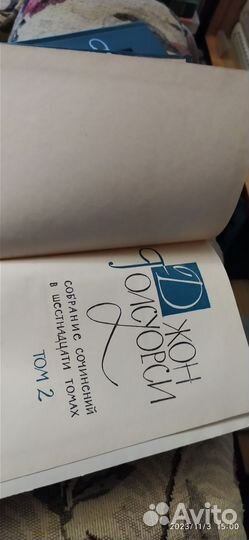 ДЖОН
ГОЛСУОРСИ
СОБРАНИЕ СОЧИНЕНИЙ
В ШЕСТНАДЦАТИ ТОМАХ
ТОМ 2
Avito
2023/11/3 15:00